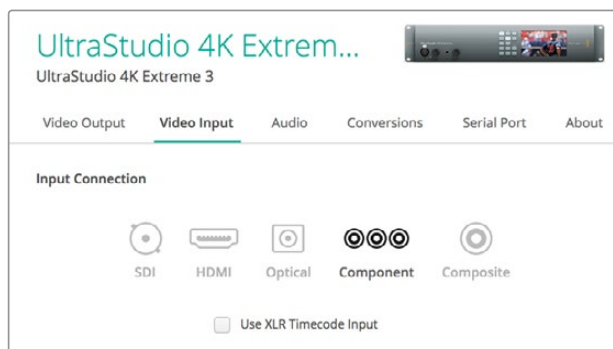 UltraStudio 4K Extrem...
UltraStudio 4K Extreme 3
Video Output Video Input Audio Conversions Serial Port About
Input Connection
SDI HDMI Optical Component Composite
Use XLR Timecode Input